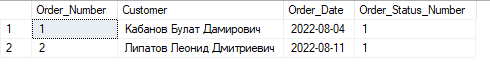 Order_Number Customer Order_Date Order_Status_Number
1 1 Кабанов Булат Дамирович 2022-08-04 1
2 2 Липатов Леонид Дмитриевич 2022-08-11 1